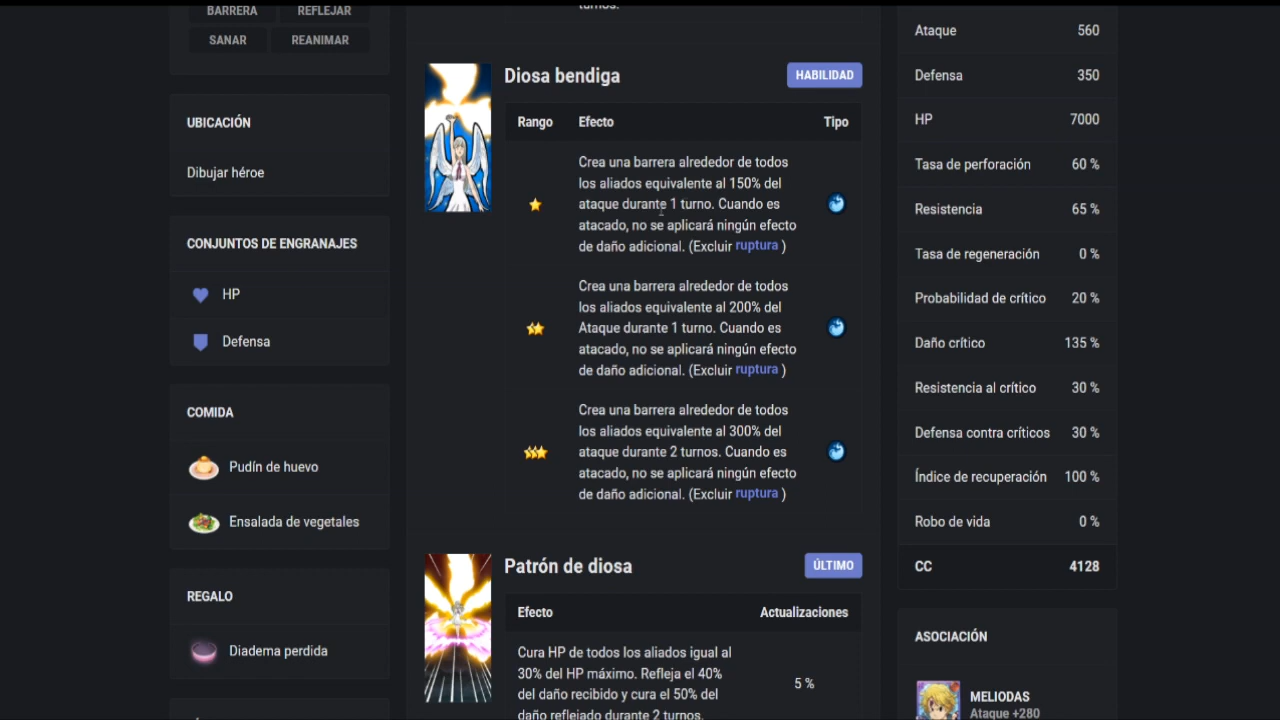 BARRERA
REFLEJAR
SANAR
REANIMAR
UBICACIÓN
Dibujar héroe
CONJUNTOS DE ENGRANAJES
HP
Defensa
COMIDA
Pudín de huevo
Ensalada de vegetales
REGALO
Diadema perdida
turnos.
Diosa bendiga
HABILIDAD
Rango
Efecto
Tipo
Crea una barrera alrededor de todos
los aliados equivalente al 150% del
ataque durante 1 turno. Cuando es
atacado, no se aplicará ningún efecto
de daño adicional. (Excluir ruptura )
Crea una barrera alrededor de todos
los aliados equivalente al 200% del
Ataque durante 1 turno. Cuando es
atacado, no se aplicará ningún efecto
de daño adicional. (Excluir ruptura )
Crea una barrera alrededor de todos
los aliados equivalente al 300% del
ataque durante 2 turnos. Cuando es
atacado, no se aplicará ningún efecto
de daño adicional. (Excluir ruptura )
Patrón de diosa
ÚLTIMO
Efecto
Actualizaciones
Cura HP de todos los aliados igual al
30% del HP máximo. Refleja el 40%
del daño recibido y cura el 50% del
daño reflejado durante 2 turnos.
5 %
Ataque 560
Defensa 350
HP 7000
Tasa de perforación 60 %
Resistencia 65 %
Tasa de regeneración 0 %
Probabilidad de crítico 20 %
Daño crítico 135 %
Resistencia al crítico 30 %
Defensa contra críticos 30 %
Índice de recuperación 100 %
Robo de vida 0 %
CC 4128
ASOCIACIÓN
MELIODAS
Ataque +280